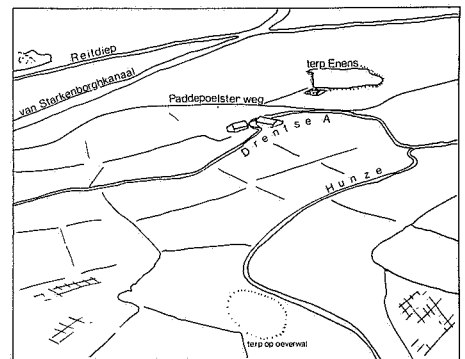 Reitdiep
van Starkenborghkanaal
terp Enens
Paddepoelster weg
Drentse A
Hunze
terp op oeverwal